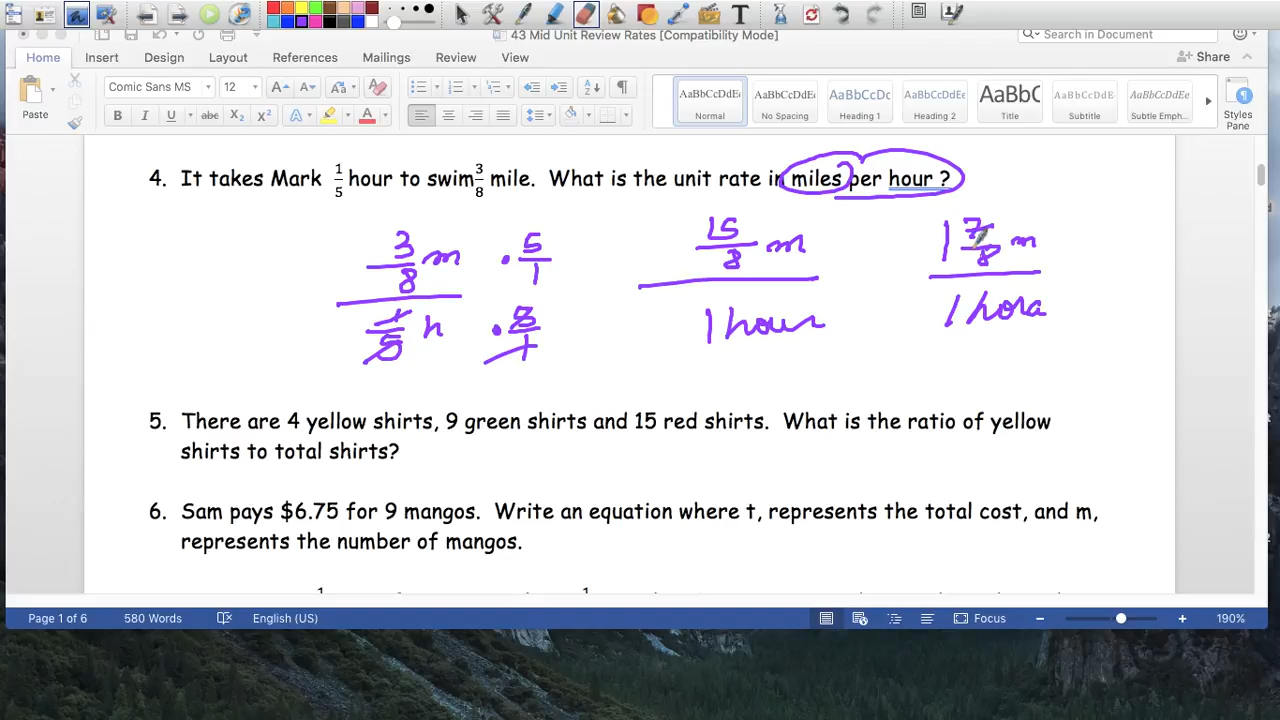 43 Mid Unit Review Rates [Compatibility Mode]
Search in Document
Home Insert Design Layout References Mailings Review View Share
Paste Comic Sans MS 12 Styles Pane
AaBbCcDdE Normal
AaBbCcDdE No Spacing
AaBbCcDc Heading 1
AaBbCcDdE Heading 2
AaBbC Title
AaBbCcDdE Subtitle
AaBbCcDdEe Subtle Emph...
4. It takes Mark 1/5 hour to swim 3/8 mile. What is the unit rate in miles per hour ?
3/8 m · 5/1
1/5 h · 5/1
15/8 m
1 hour
1 7/8 m
1 hora
5. There are 4 yellow shirts, 9 green shirts and 15 red shirts. What is the ratio of yellow
shirts to total shirts?
6. Sam pays $6.75 for 9 mangos. Write an equation where t, represents the total cost, and m,
represents the number of mangos.
Page 1 of 6 580 Words English (US) Focus 190%